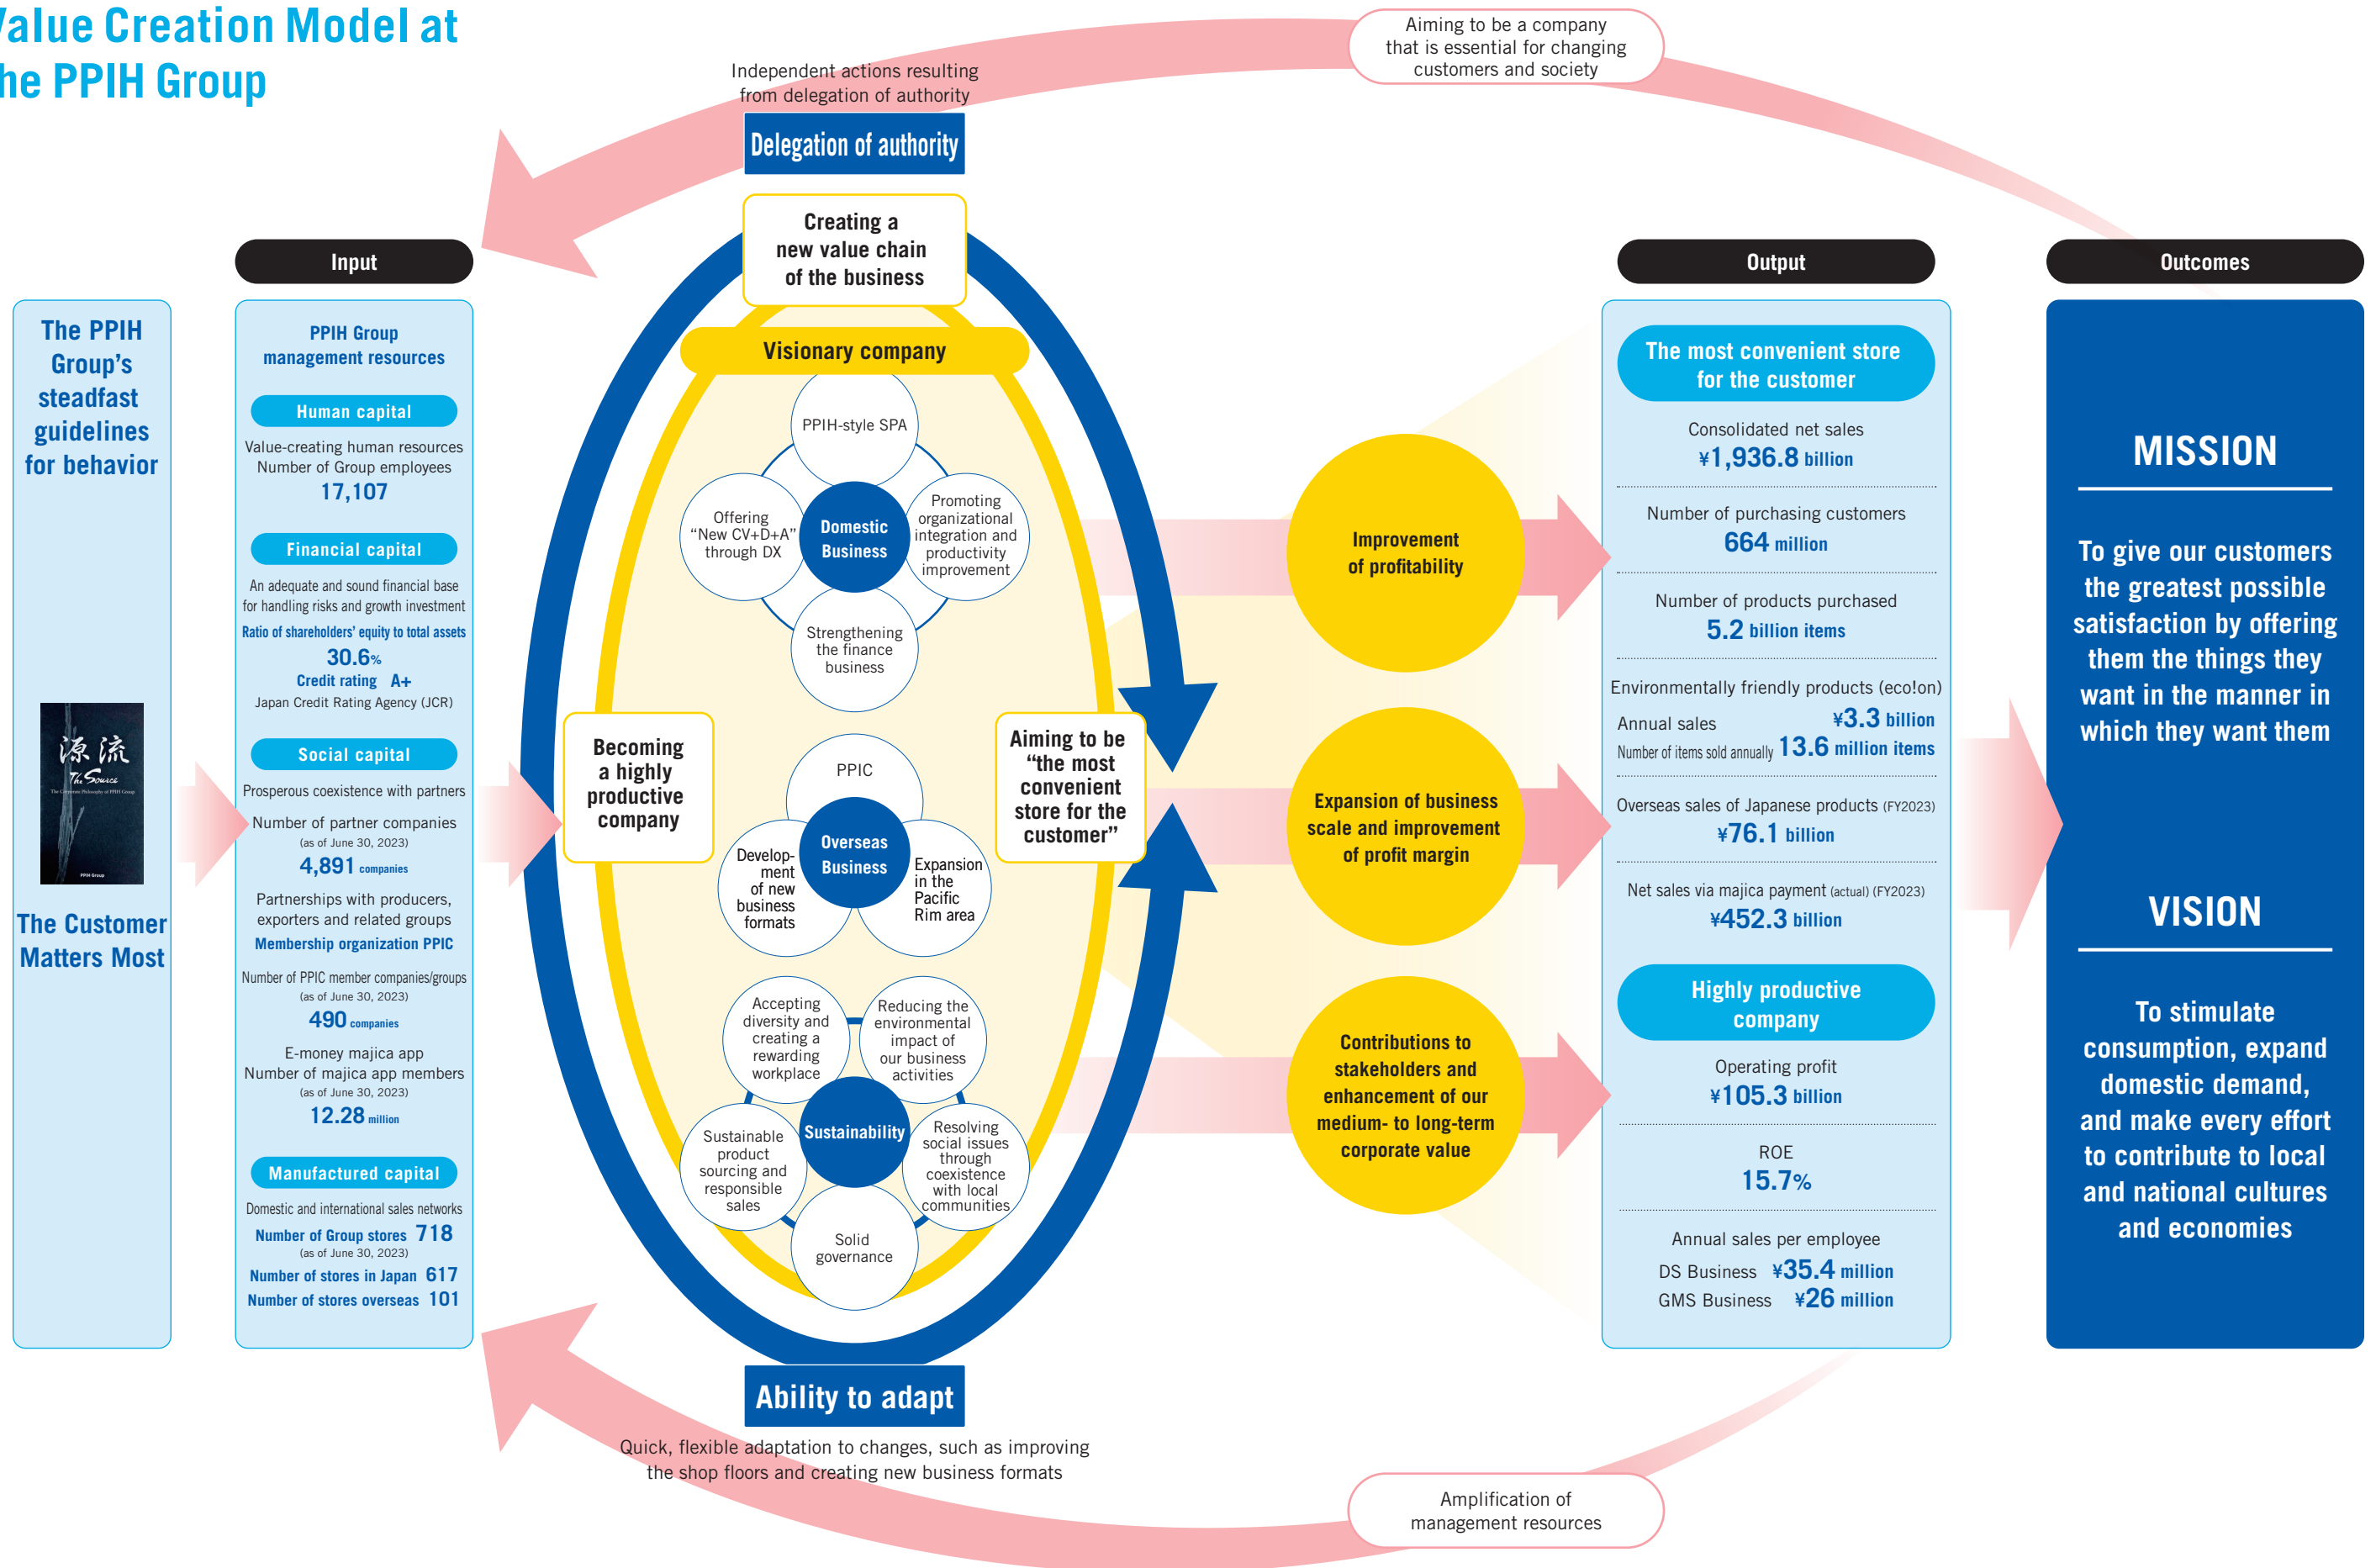 Value Creation Model at
the PPIH Group
Aiming to be a company
that is essential for changing
customers and society
Independent actions resulting
from delegation of authority
Delegation of authority
The PPIH
Group's
steadfast
guidelines
for behavior
源流
The Source
The Corporate Philosophy of PPIH Group
PPIH Group
The Customer
Matters Most
Input
PPIH Group
management resources
Human capital
Value-creating human resources
Number of Group employees
17,107
Financial capital
An adequate and sound financial base
for handling risks and growth investment
Ratio of shareholders' equity to total assets
30.6%
Credit rating A+
Japan Credit Rating Agency (JCR)
Social capital
Prosperous coexistence with partners
Number of partner companies
(as of June 30, 2023)
4,891 companies
Partnerships with producers,
exporters and related groups
Membership organization PPIC
Number of PPIC member companies/groups
(as of June 30, 2023)
490 companies
E-money majica app
Number of majica app members
(as of June 30, 2023)
12.28 million
Manufactured capital
Domestic and international sales networks
Number of Group stores 718
(as of June 30, 2023)
Number of stores in Japan 617
Number of stores overseas 101
Creating a
new value chain
of the business
Visionary company
PPIH-style SPA
Offering
“New CV+D+A”
through DX
Domestic
Business
Promoting
organizational
integration and
productivity
improvement
Strengthening
the finance
business
Becoming
a highly
productive
company
Aiming to be
“the most
convenient
store for the
customer”
PPIC
Overseas
Business
Develop-
ment
of new
business
formats
Expansion
in the
Pacific
Rim area
Accepting
diversity and
creating a
rewarding
workplace
Reducing the
environmental
impact of
our business
activities
Sustainability
Sustainable
product
sourcing and
responsible
sales
Resolving
social issues
through
coexistence
with local
communities
Solid
governance
Ability to adapt
Quick, flexible adaptation to changes, such as improving
the shop floors and creating new business formats
Improvement
of profitability
Expansion of business
scale and improvement
of profit margin
Contributions to
stakeholders and
enhancement of our
medium- to long-term
corporate value
Output
The most convenient store
for the customer
Consolidated net sales
¥1,936.8 billion
Number of purchasing customers
664 million
Number of products purchased
5.2 billion items
Environmentally friendly products (eco!on)
Annual sales ¥3.3 billion
Number of items sold annually 13.6 million items
Overseas sales of Japanese products (FY2023)
¥76.1 billion
Net sales via majica payment (actual) (FY2023)
¥452.3 billion
Highly productive
company
Operating profit
¥105.3 billion
ROE
15.7%
Annual sales per employee
DS Business ¥35.4 million
GMS Business ¥26 million
Outcomes
MISSION
To give our customers
the greatest possible
satisfaction by offering
them the things they
want in the manner in
which they want them
VISION
To stimulate
consumption, expand
domestic demand,
and make every effort
to contribute to local
and national cultures
and economies
Amplification of
management resources